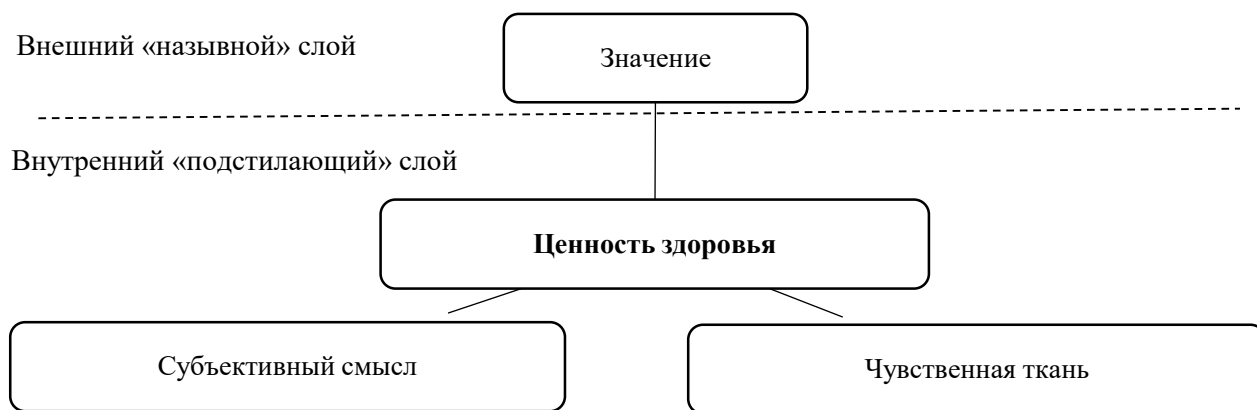 Внешний «назывной» слой
Значение
Внутренний «подстилающий» слой
Ценность здоровья
Субъективный смысл
Чувственная ткань